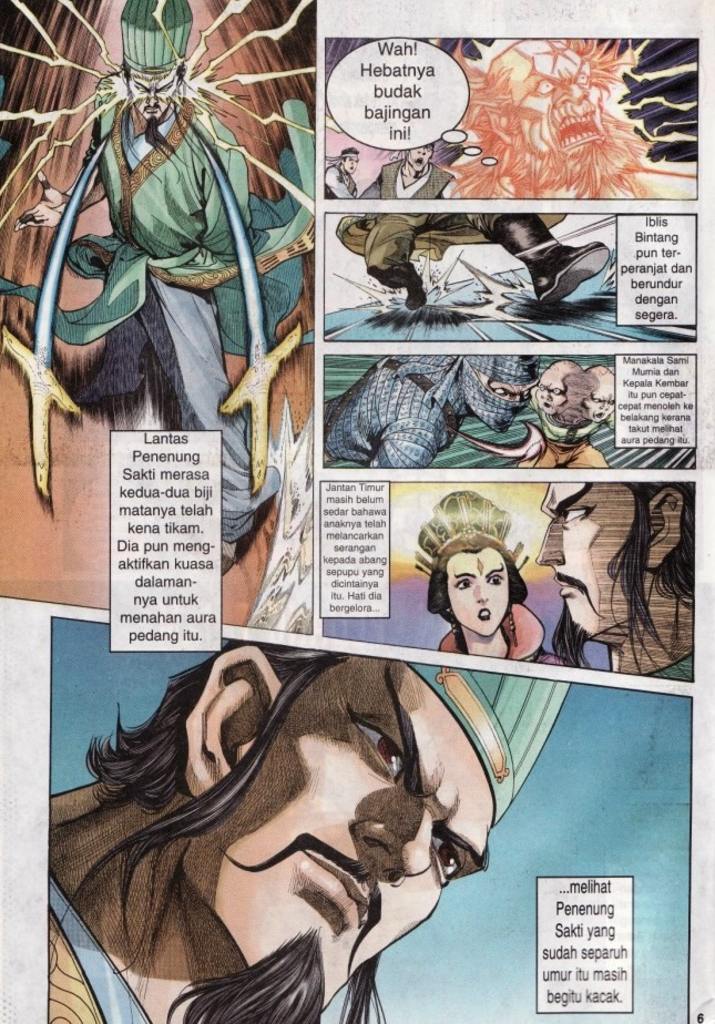 Wah!
Hebatnya
budak
bajingan
ini!
Iblis
Bintang
pun ter-
peranjat dan
berundur
dengan
segera.
Manakala Sami
Mumia dan
Kepala Kembar
itu pun cepat-
cepat menoleh ke
belakang kerana
takut melihat
aura pedang itu.
Lantas
Penenung
Sakti merasa
kedua-dua biji
matanya telah
kena tikam.
Dia pun meng-
aktifkan kuasa
dalaman-
nya untuk
menahan aura
pedang itu.
Jantan Timur
masih belum
sedar bahawa
anaknya telah
melancarkan
serangan
kepada abang
sepupu yang
dicintainya
itu. Hati dia
bergelora...
...melihat
Penenung
Sakti yang
sudah separuh
umur itu masih
begitu kacak.
6